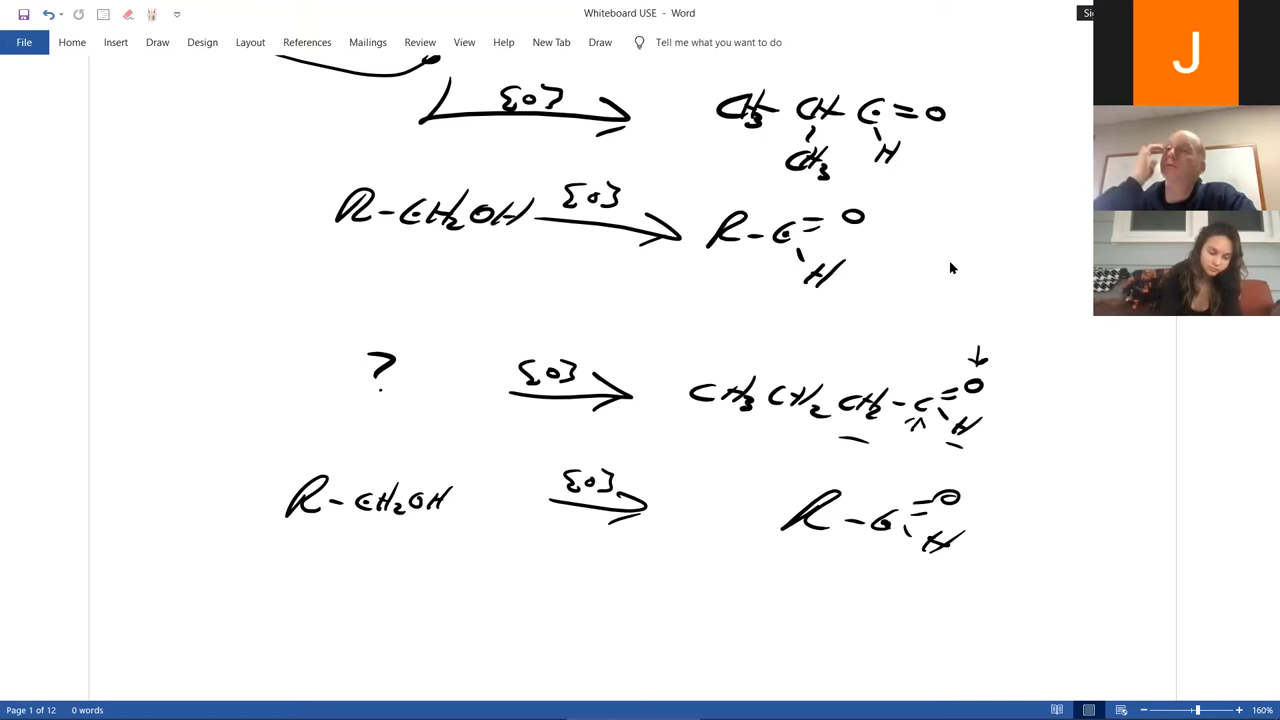 Whiteboard USE - Word
File Home Insert Draw Design Layout References Mailings Review View Help New Tab Draw Tell me what you want to do
J
{o} CH3 CH C = O
CH3 H
R - CH2OH {o} R - C = O
H
? {o} CH3 CH2 CH2 - C = O
H
R - CH2OH {o} R - C = O
H
Page 1 of 12 0 words 160%